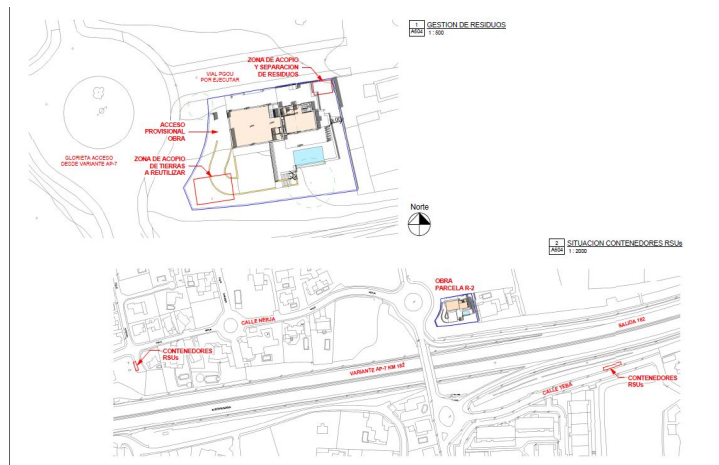 1 GESTION DE RESIDUOS
A604 1 : 500
ZONA DE ACOPIO
Y SEPARACION
DE RESIDUOS
VIAL PGOU
POR EJECUTAR
ACCESO
PROVISIONAL
OBRA
GLORIETA ACCESO
DESDE VARIANTE AP-7
ZONA DE ACOPIO
DE TIERRAS
A REUTILIZAR
Norte
2 SITUACION CONTENEDORES RSUs
A604 1 : 2000
OBRA
PARCELA R-2
CALLE NERJA
SALIDA 182
CONTENEDORES
RSUs
VARIANTE AP-7 KM 182
CONTENEDORES
RSUs
CALLE TEBA